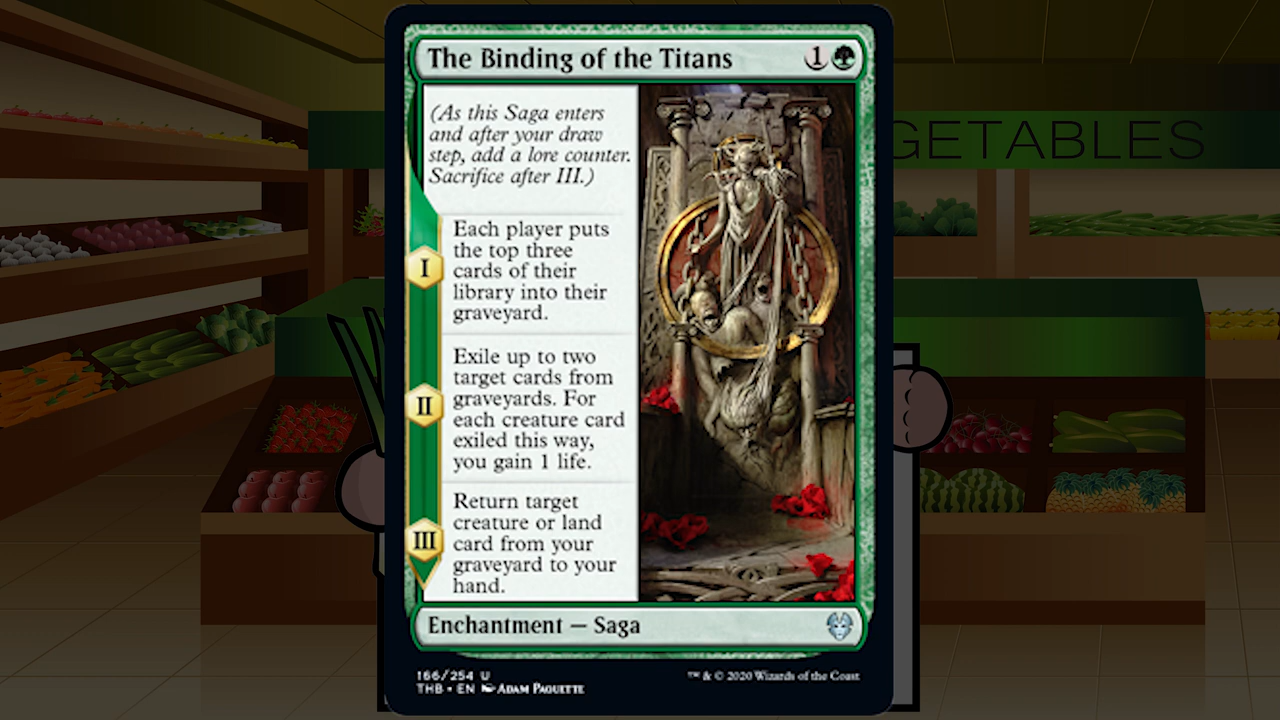 The Binding of the Titans 1
GETABLES
(As this Saga enters
and after your draw
step, add a lore counter.
Sacrifice after III.)
I
Each player puts
the top three
cards of their
library into their
graveyard.
II
Exile up to two
target cards from
graveyards. For
each creature card
exiled this way,
you gain 1 life.
III
Return target
creature or land
card from your
graveyard to your
hand.
Enchantment — Saga
166/254 U
THB • EN Adam Paquette
™ & © 2020 Wizards of the Coast